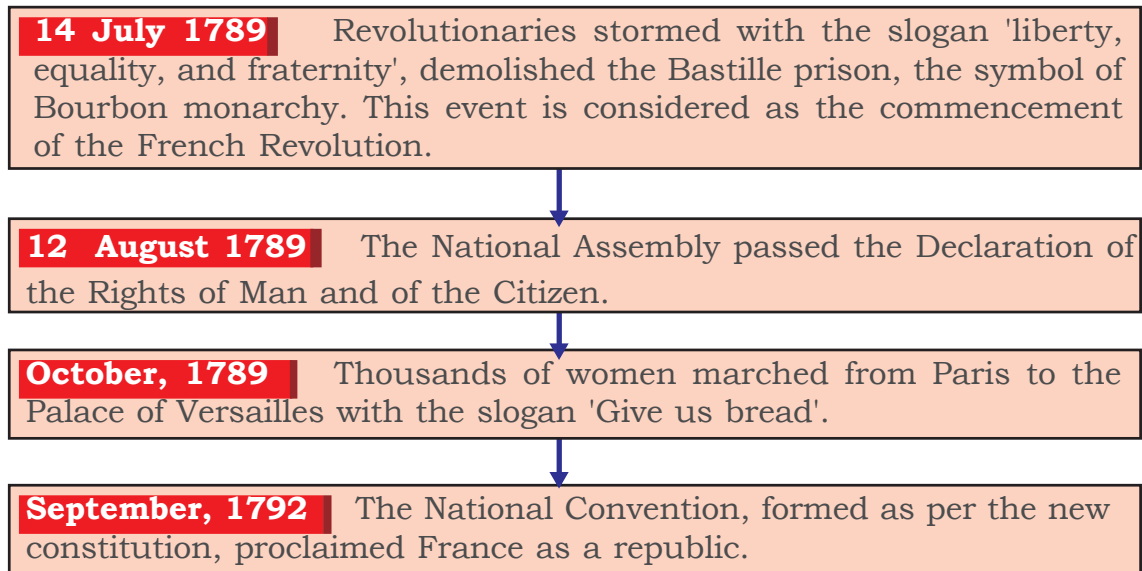 14 July 1789 Revolutionaries stormed with the slogan 'liberty,
equality, and fraternity', demolished the Bastille prison, the symbol of
Bourbon monarchy. This event is considered as the commencement
of the French Revolution.
12 August 1789 The National Assembly passed the Declaration of
the Rights of Man and of the Citizen.
October, 1789 Thousands of women marched from Paris to the
Palace of Versailles with the slogan 'Give us bread'.
September, 1792 The National Convention, formed as per the new
constitution, proclaimed France as a republic.